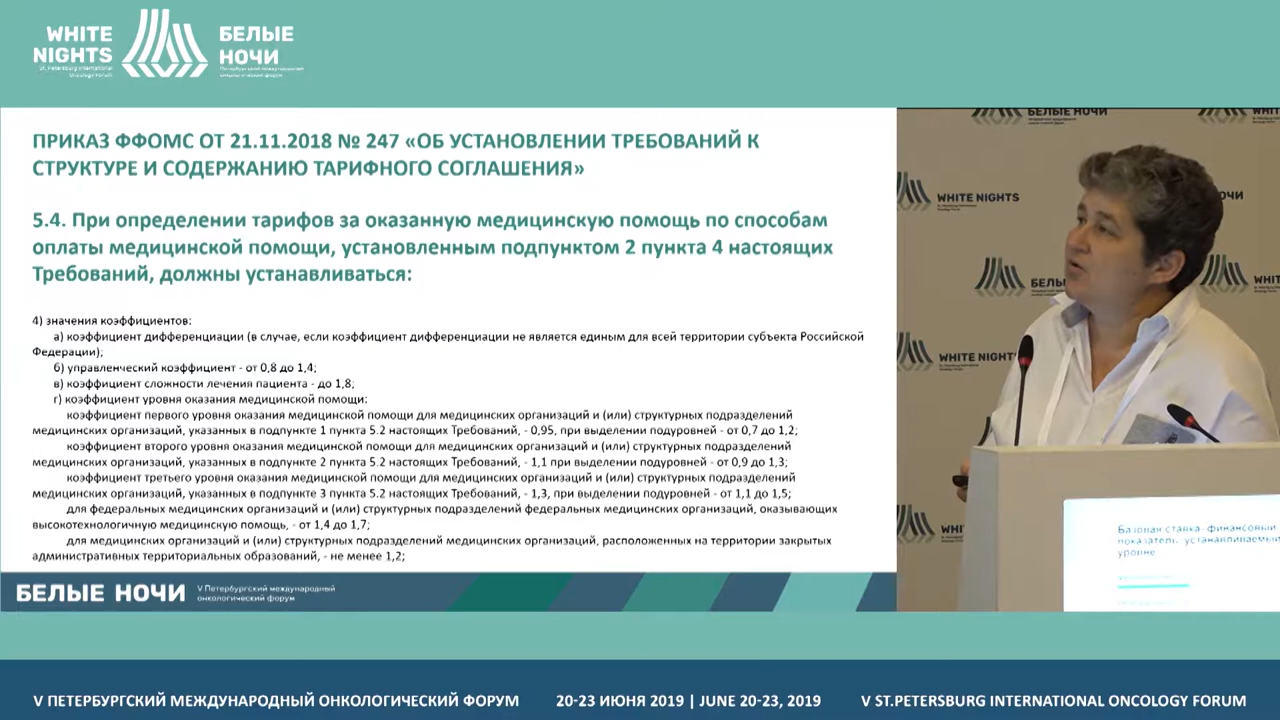 WHITE
NIGHTS
St. Petersburg International
Oncology Forum
БЕЛЫЕ
НОЧИ
Петербургский международный
онкологический форум
ПРИКАЗ ФФОМС ОТ 21.11.2018 № 247 «ОБ УСТАНОВЛЕНИИ ТРЕБОВАНИЙ К
СТРУКТУРЕ И СОДЕРЖАНИЮ ТАРИФНОГО СОГЛАШЕНИЯ»
5.4. При определении тарифов за оказанную медицинскую помощь по способам
оплаты медицинской помощи, установленным подпунктом 2 пункта 4 настоящих
Требований, должны устанавливаться:
4) значения коэффициентов:
а) коэффициент дифференциации (в случае, если коэффициент дифференциации не является единым для всей территории субъекта Российской
Федерации);
б) управленческий коэффициент - от 0,8 до 1,4;
в) коэффициент сложности лечения пациента - до 1,8;
г) коэффициент уровня оказания медицинской помощи:
коэффициент первого уровня оказания медицинской помощи для медицинских организаций и (или) структурных подразделений
медицинских организаций, указанных в подпункте 1 пункта 5.2 настоящих Требований, - 0,95, при выделении подуровней - от 0,7 до 1,2;
коэффициент второго уровня оказания медицинской помощи для медицинских организаций и (или) структурных подразделений
медицинских организаций, указанных в подпункте 2 пункта 5.2 настоящих Требований, - 1,1 при выделении подуровней - от 0,9 до 1,3;
коэффициент третьего уровня оказания медицинской помощи для медицинских организаций и (или) структурных подразделений
медицинских организаций, указанных в подпункте 3 пункта 5.2 настоящих Требований, - 1,3, при выделении подуровней - от 1,1 до 1,5;
для федеральных медицинских организаций и (или) структурных подразделений федеральных медицинских организаций, оказывающих
высокотехнологичную медицинскую помощь, - от 1,4 до 1,7;
для медицинских организаций и (или) структурных подразделений медицинских организаций, расположенных на территории закрытых
административных территориальных образований, - не менее 1,2;
БЕЛЫЕ НОЧИ
V Петербургский международный
онкологический форум
БЕЛЫЕ НОЧИ
WHITE NIGHTS
ОЧИ
БЕЛЫ
WHITE NIGHTS
Базовая ставка- финансовый
показатель, устанавливаемый
уровне
V ПЕТЕРБУРГСКИЙ МЕЖДУНАРОДНЫЙ ОНКОЛОГИЧЕСКИЙ ФОРУМ
20-23 ИЮНЯ 2019 | JUNE 20-23, 2019
V ST.PETERSBURG INTERNATIONAL ONCOLOGY FORUM